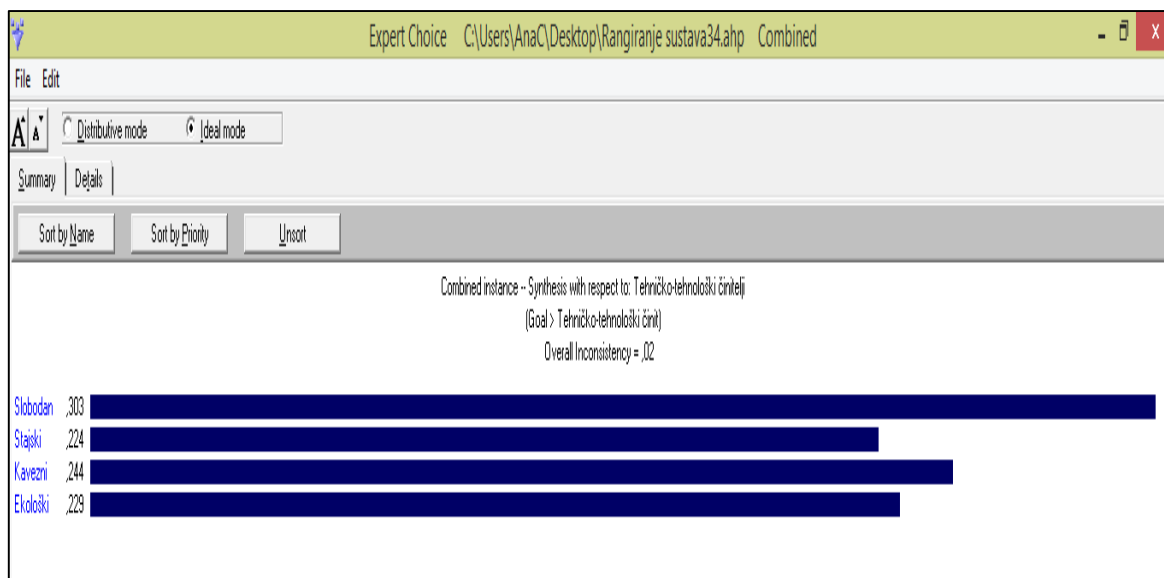 Expert Choice C:\Users\AnaC\Desktop\Rangiranje sustava34.ahp Combined
File Edit
A A Distributive mode Ideal mode
Summary Details
Sort by Name Sort by Priority Unsort
Combined instance -- Synthesis with respect to: Tehničko-tehnološki činitelji
(Goal > Tehničko-tehnološki činit)
Overall Inconsistency = ,02
Slobodan ,303
Stajski ,224
Kavezni ,244
Ekološki ,229